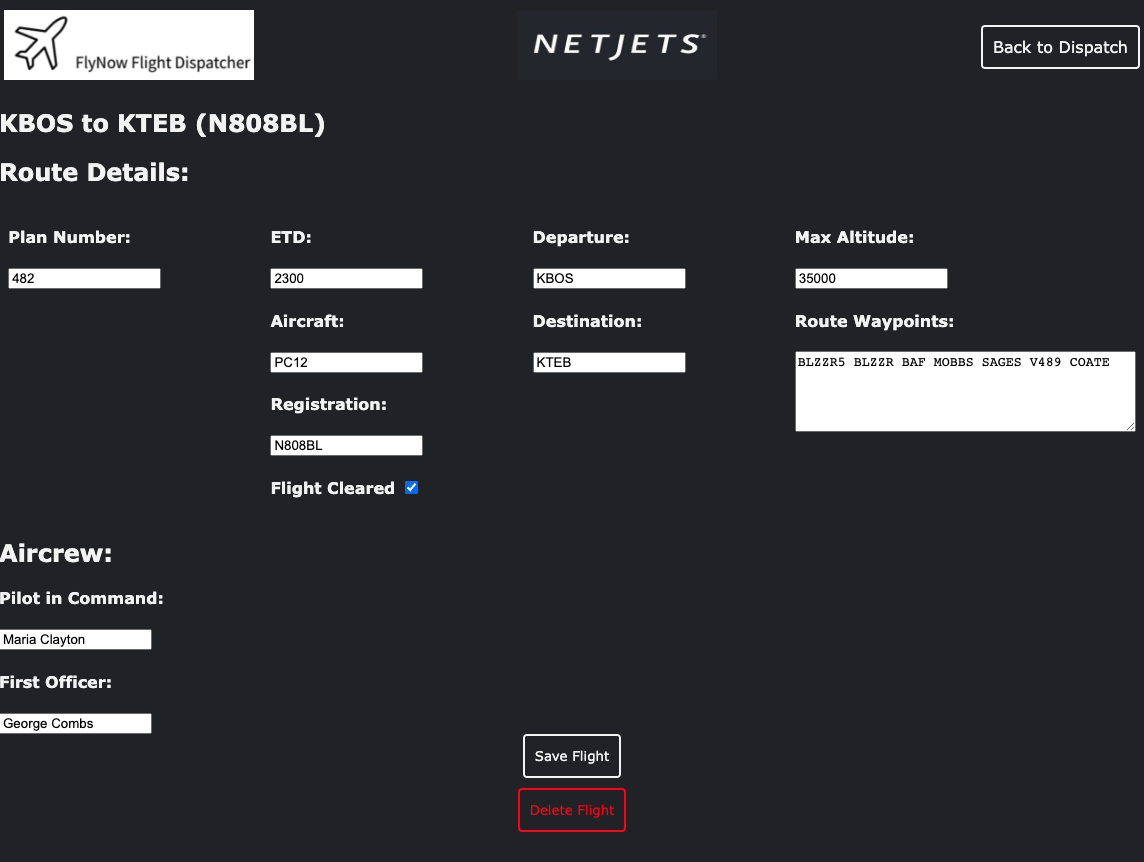 FlyNow Flight Dispatcher
NETJETS®
Back to Dispatch
KBOS to KTEB (N808BL)
Route Details:
Plan Number:
482
ETD:
2300
Aircraft:
PC12
Registration:
N808BL
Flight Cleared
Departure:
KBOS
Destination:
KTEB
Max Altitude:
35000
Route Waypoints:
BLZZR5 BLZZR BAF MOBBS SAGES V489 COATE
Aircrew:
Pilot in Command:
Maria Clayton
First Officer:
George Combs
Save Flight
Delete Flight